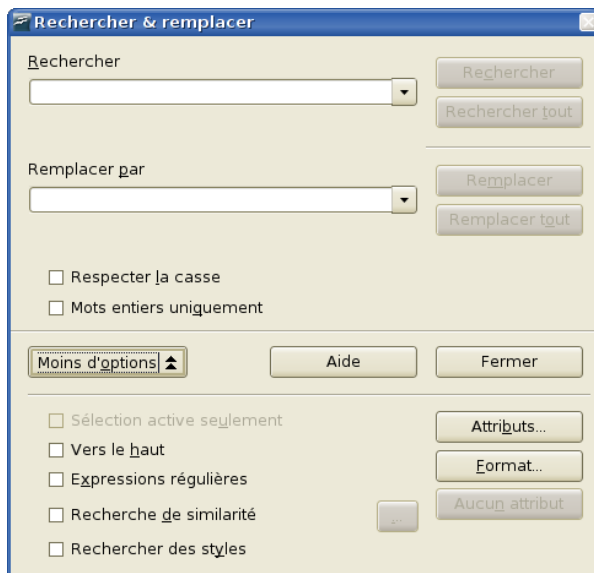 Rechercher & remplacer
Rechercher
Rechercher
Rechercher tout
Remplacer par
Remplacer
Remplacer tout
Respecter la casse
Mots entiers uniquement
Moins d'options
Aide
Fermer
Sélection active seulement
Attributs...
Vers le haut
Format...
Expressions régulières
Aucun attribut
Recherche de similarité
...
Rechercher des styles